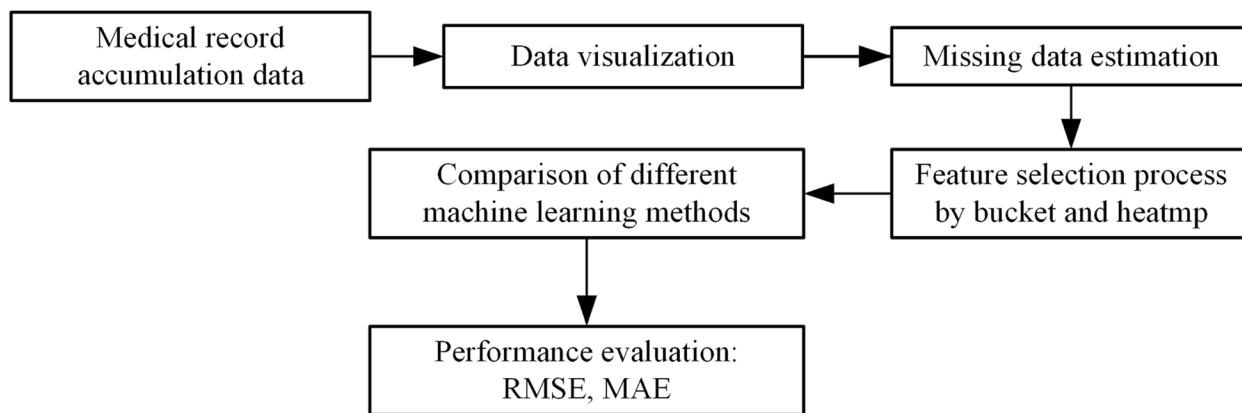 Medical record
accumulation data
Data visualization
Missing data estimation
Feature selection process
by bucket and heatmp
Comparison of different
machine learning methods
Performance evaluation:
RMSE, MAE